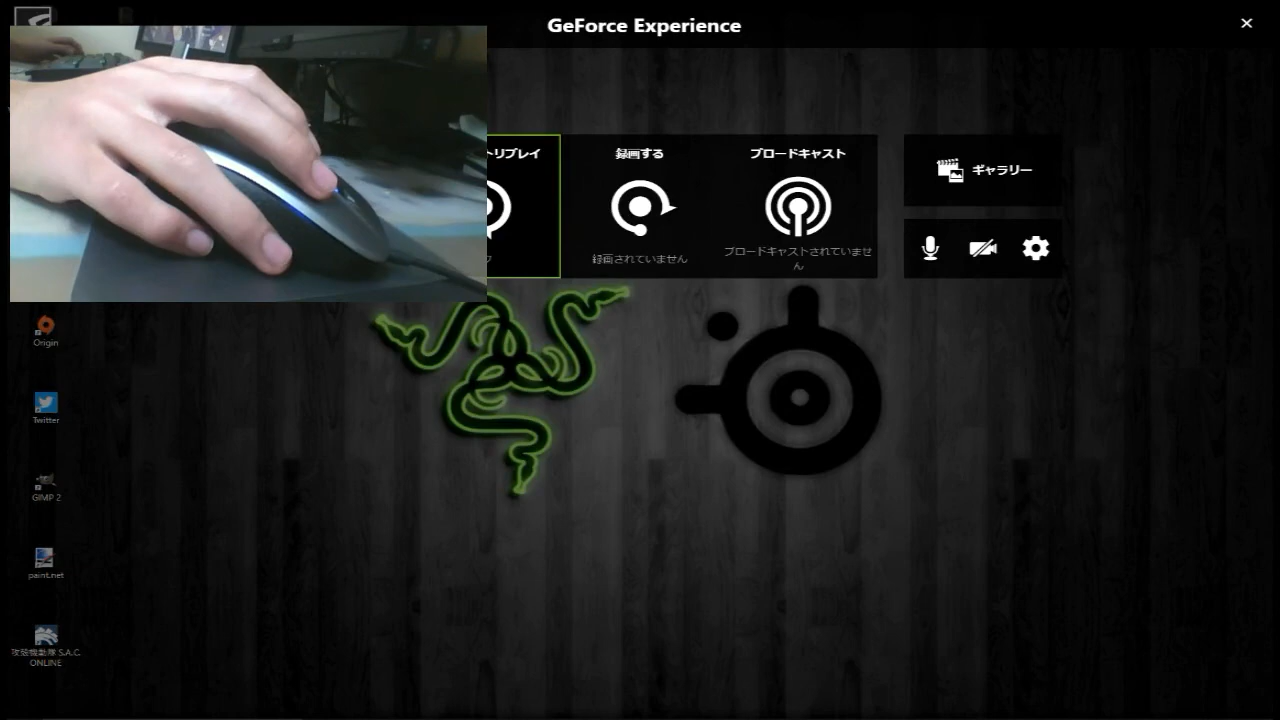 GeForce Experience
トリプレイ
録画する
ブロードキャスト
ギャラリー
録画されていません
ブロードキャストされていませ
ん
Origin
Twitter
GIMP 2
paint.net
攻殻機動隊 S.A.C.
ONLINE